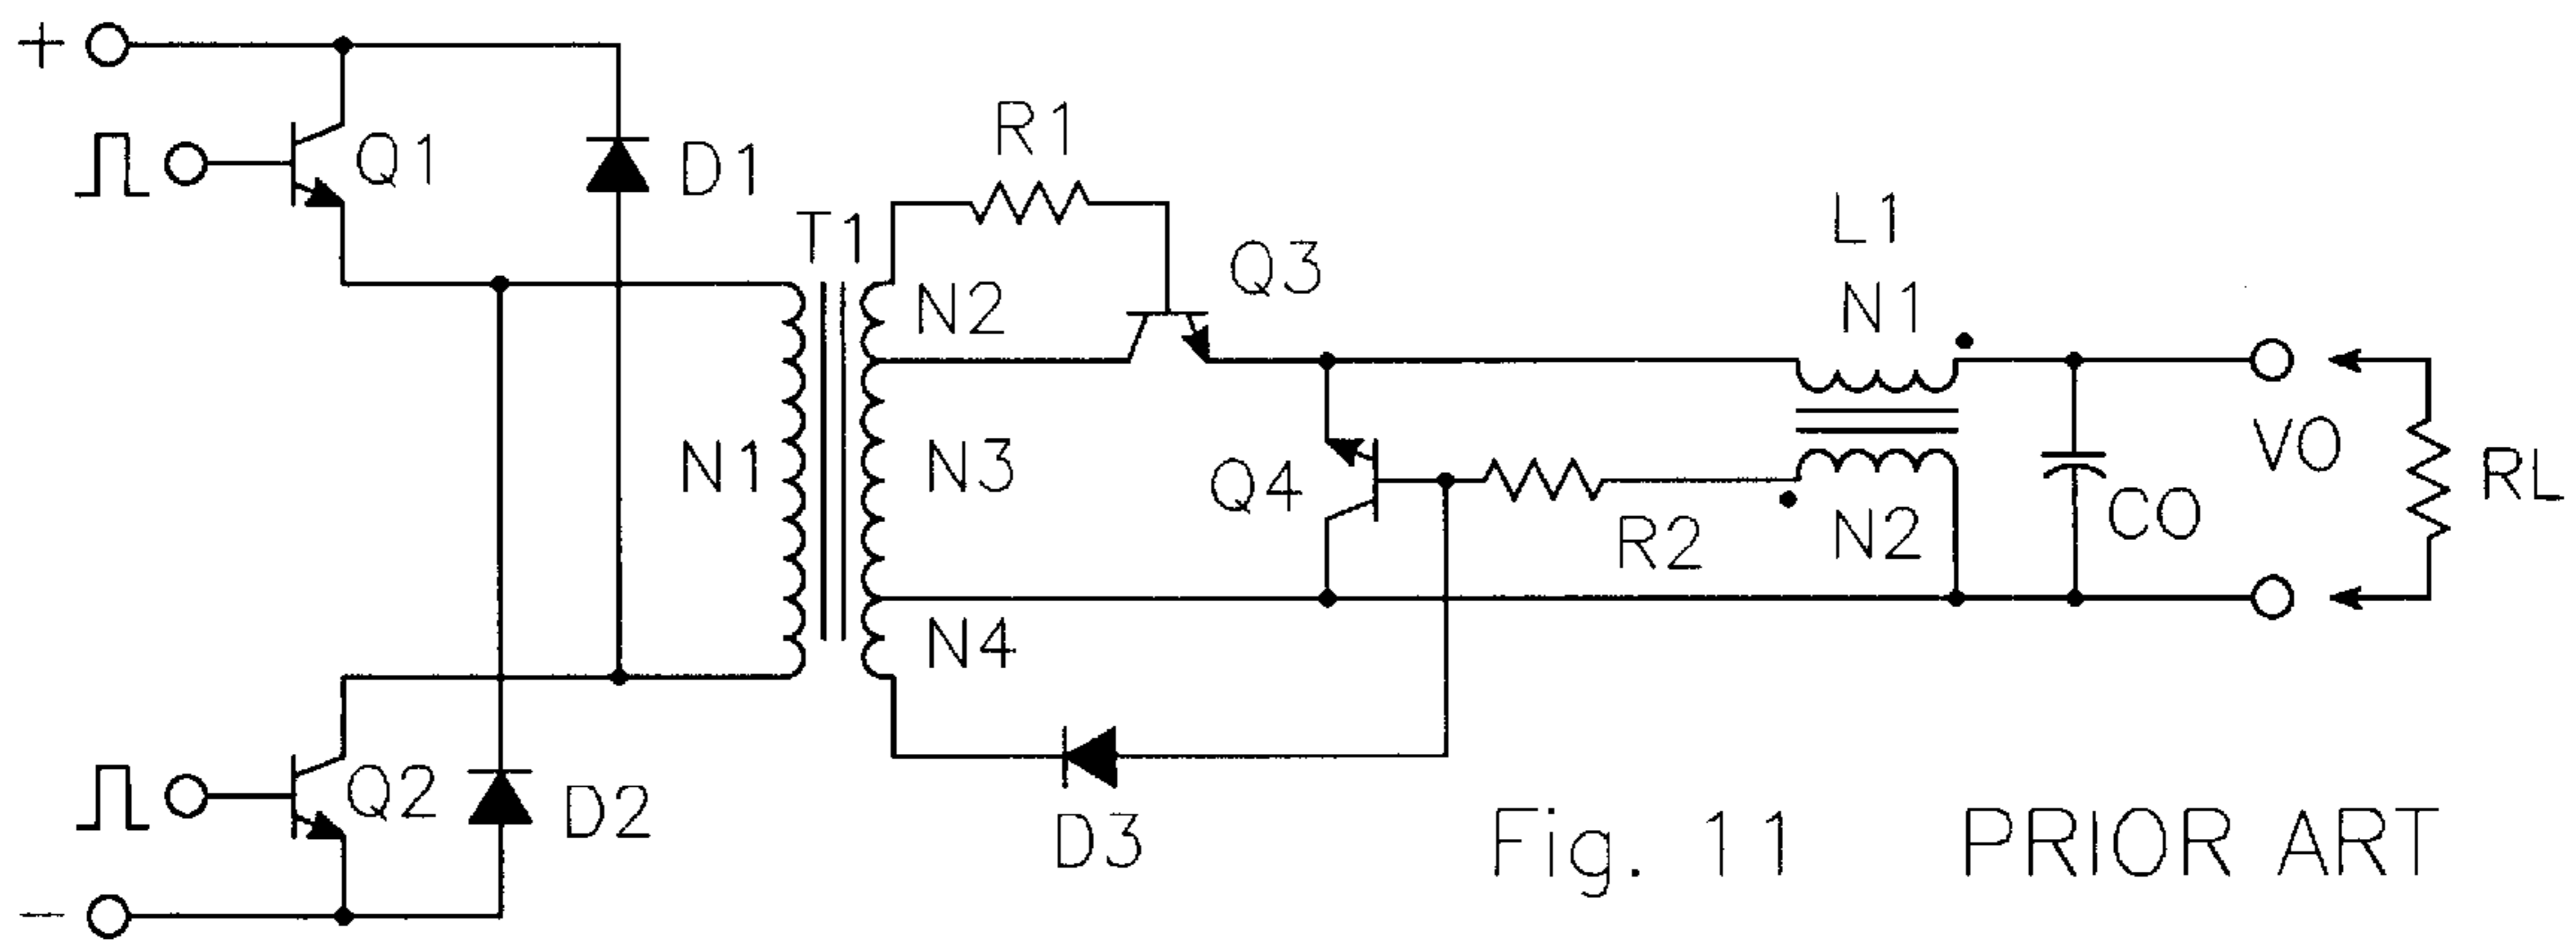 +
Q1
D1
T1
R1
N2
Q3
L1
N1
N1
N3
Q4
R2
N2
CO
VO
RL
N4
Q2
D2
D3
-
Fig. 11 PRIOR ART